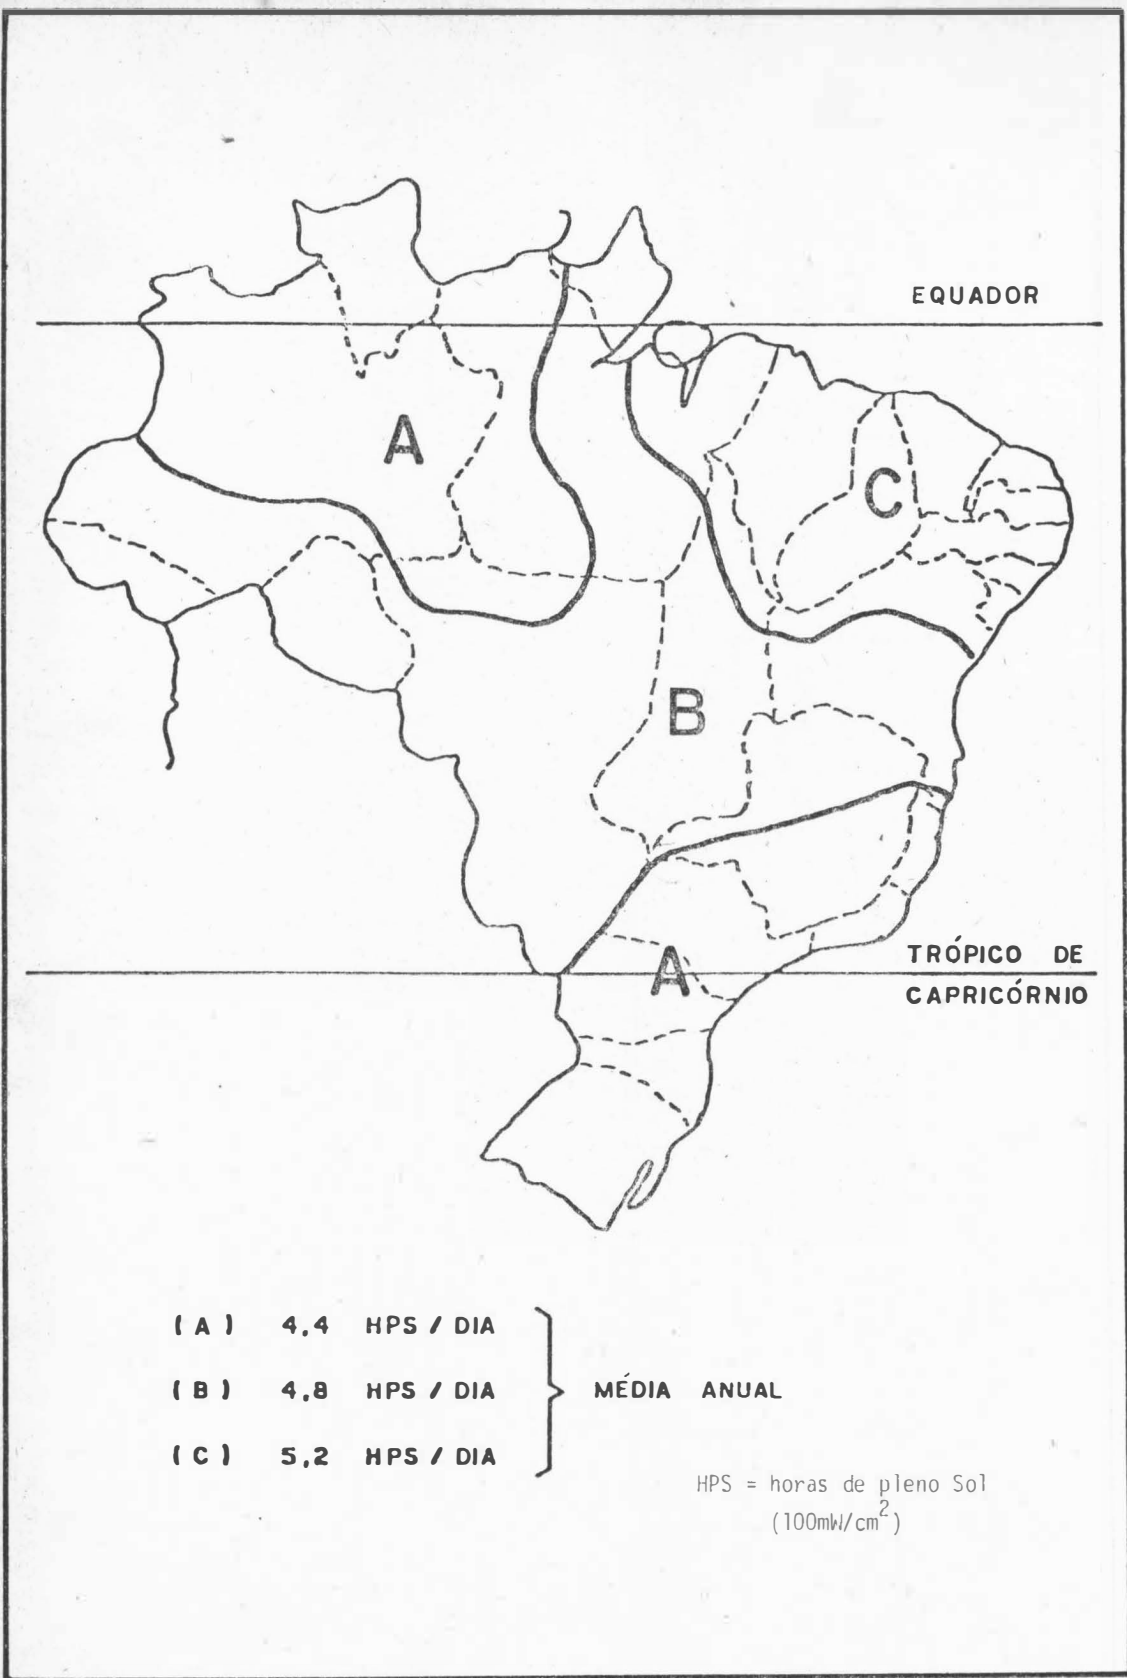 EQUADOR
A
C
B
TRÓPICO DE
A
CAPRICÓRNIO
(A) 4,4 HPS / DIA
(B) 4,8 HPS / DIA
MÉDIA ANUAL
(C) 5,2 HPS / DIA
HPS = horas de pleno Sol
(100mW/cm²)